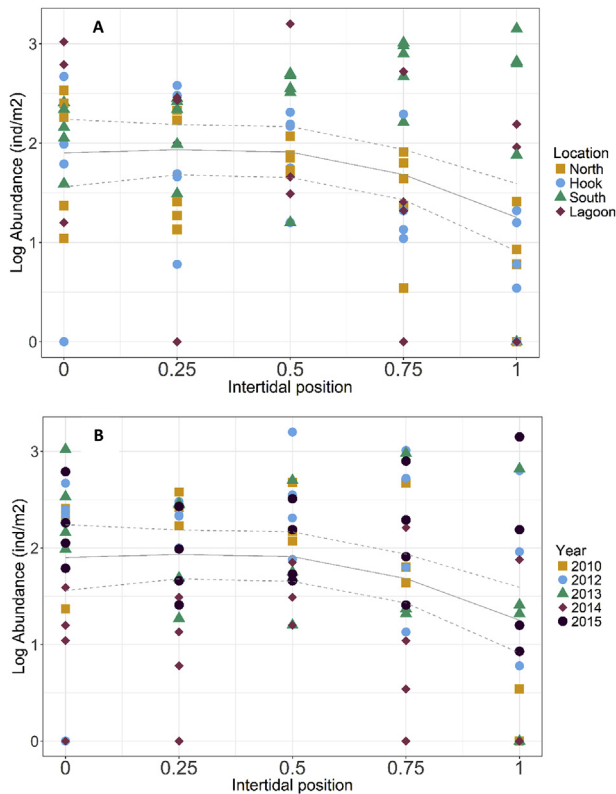 A
Log Abundance (ind/m2)
3
2
1
0
0 0.25 0.5 0.75 1
Intertidal position
Location
North
Hook
South
Lagoon
B
Log Abundance (ind/m2)
3
2
1
0
0 0.25 0.5 0.75 1
Intertidal position
Year
2010
2012
2013
2014
2015